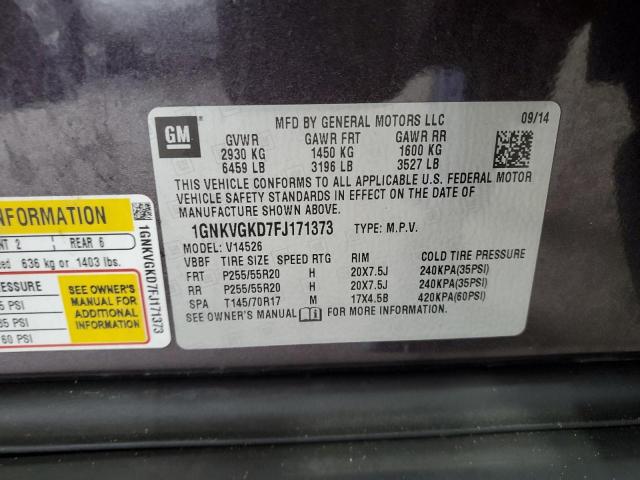 GM
MFD BY GENERAL MOTORS LLC 09/14
GVWR GAWR FRT GAWR RR
2930 KG 1450 KG 1600 KG
6459 LB 3196 LB 3527 LB
THIS VEHICLE CONFORMS TO ALL APPLICABLE U.S. FEDERAL MOTOR
VEHICLE SAFETY STANDARDS IN EFFECT ON THE DATE OF
MANUFACTURE SHOWN ABOVE.
1GNKVGKD7FJ171373 TYPE: M.P.V.
MODEL: V14526
VBBF TIRE SIZE SPEED RTG RIM COLD TIRE PRESSURE
FRT P255/55R20 H 20X7.5J 240KPA(35PSI)
RR P255/55R20 H 20X7.5J 240KPA(35PSI)
SPA T145/70R17 M 17X4.5B 420KPA(60PSI)
SEE OWNER'S MANUAL FOR MORE INFORMATION.
MATION
NT 2 REAR 6
636 kg or 1403 lbs.
1GNKVGKD7FJ171373
SEE OWNER'S
MANUAL FOR
ADDITIONAL
INFORMATION
PSI
PSI
60 PSI